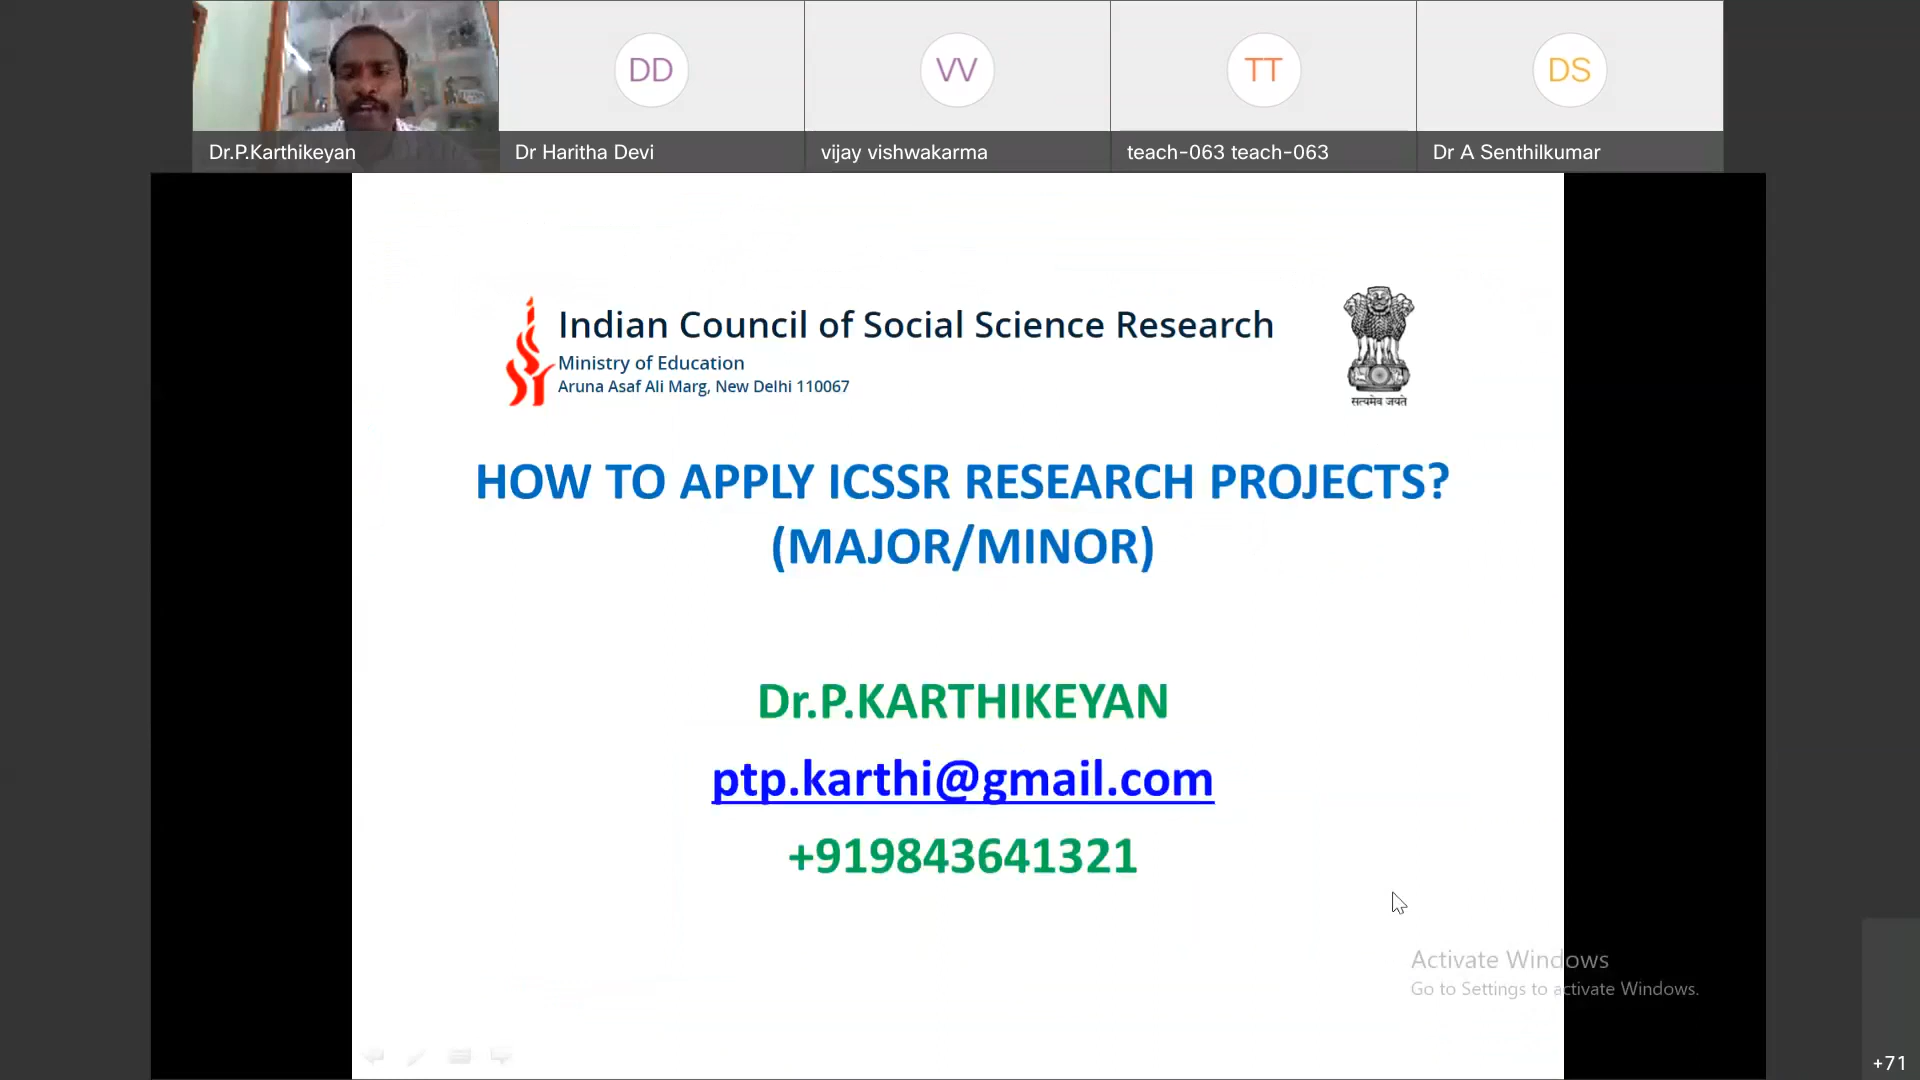 DD
VV
TT
DS
Dr.P.Karthikeyan
Dr Haritha Devi
vijay vishwakarma
teach-063 teach-063
Dr A Senthilkumar
Indian Council of Social Science Research
Ministry of Education
Aruna Asaf Ali Marg, New Delhi 110067
सत्यमेव जयते
HOW TO APPLY ICSSR RESEARCH PROJECTS?
(MAJOR/MINOR)
Dr.P.KARTHIKEYAN
ptp.karthi@gmail.com
+919843641321
Activate Windows
Go to Settings to activate Windows.
+71